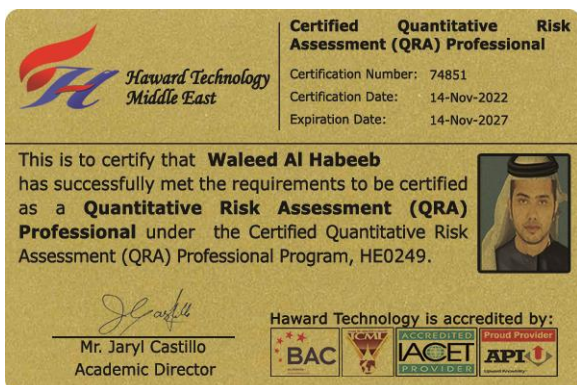 Haward Technology
Middle East
Certified Quantitative Risk
Assessment (QRA) Professional
Certification Number: 74851
Certification Date: 14-Nov-2022
Expiration Date: 14-Nov-2027
This is to certify that Waleed Al Habeeb
has successfully met the requirements to be certified
as a Quantitative Risk Assessment (QRA)
Professional under the Certified Quantitative Risk
Assessment (QRA) Professional Program, HE0249.
Mr. Jaryl Castillo
Academic Director
Haward Technology is accredited by:
BAC
ACCREDITED
IACET
PROVIDER
Proud Provider
API